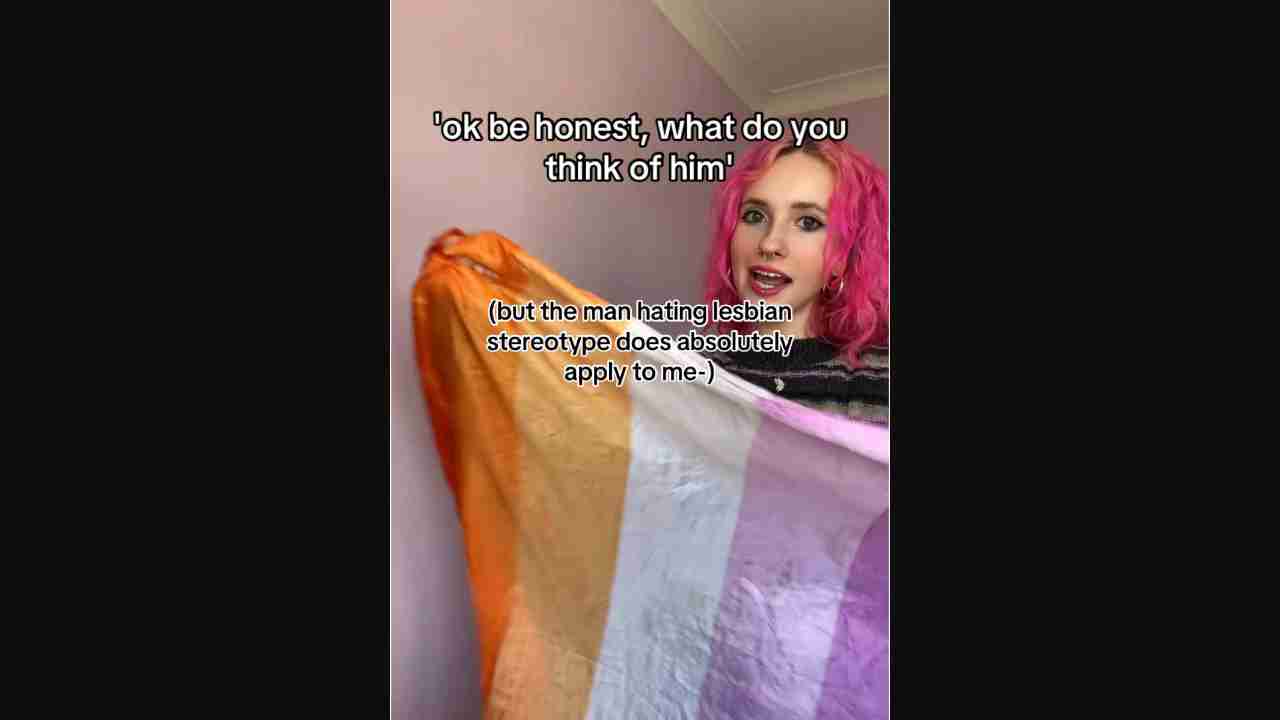 'ok be honest, what do you
think of him'
(but the man hating lesbian
stereotype does absolutely
apply to me-)